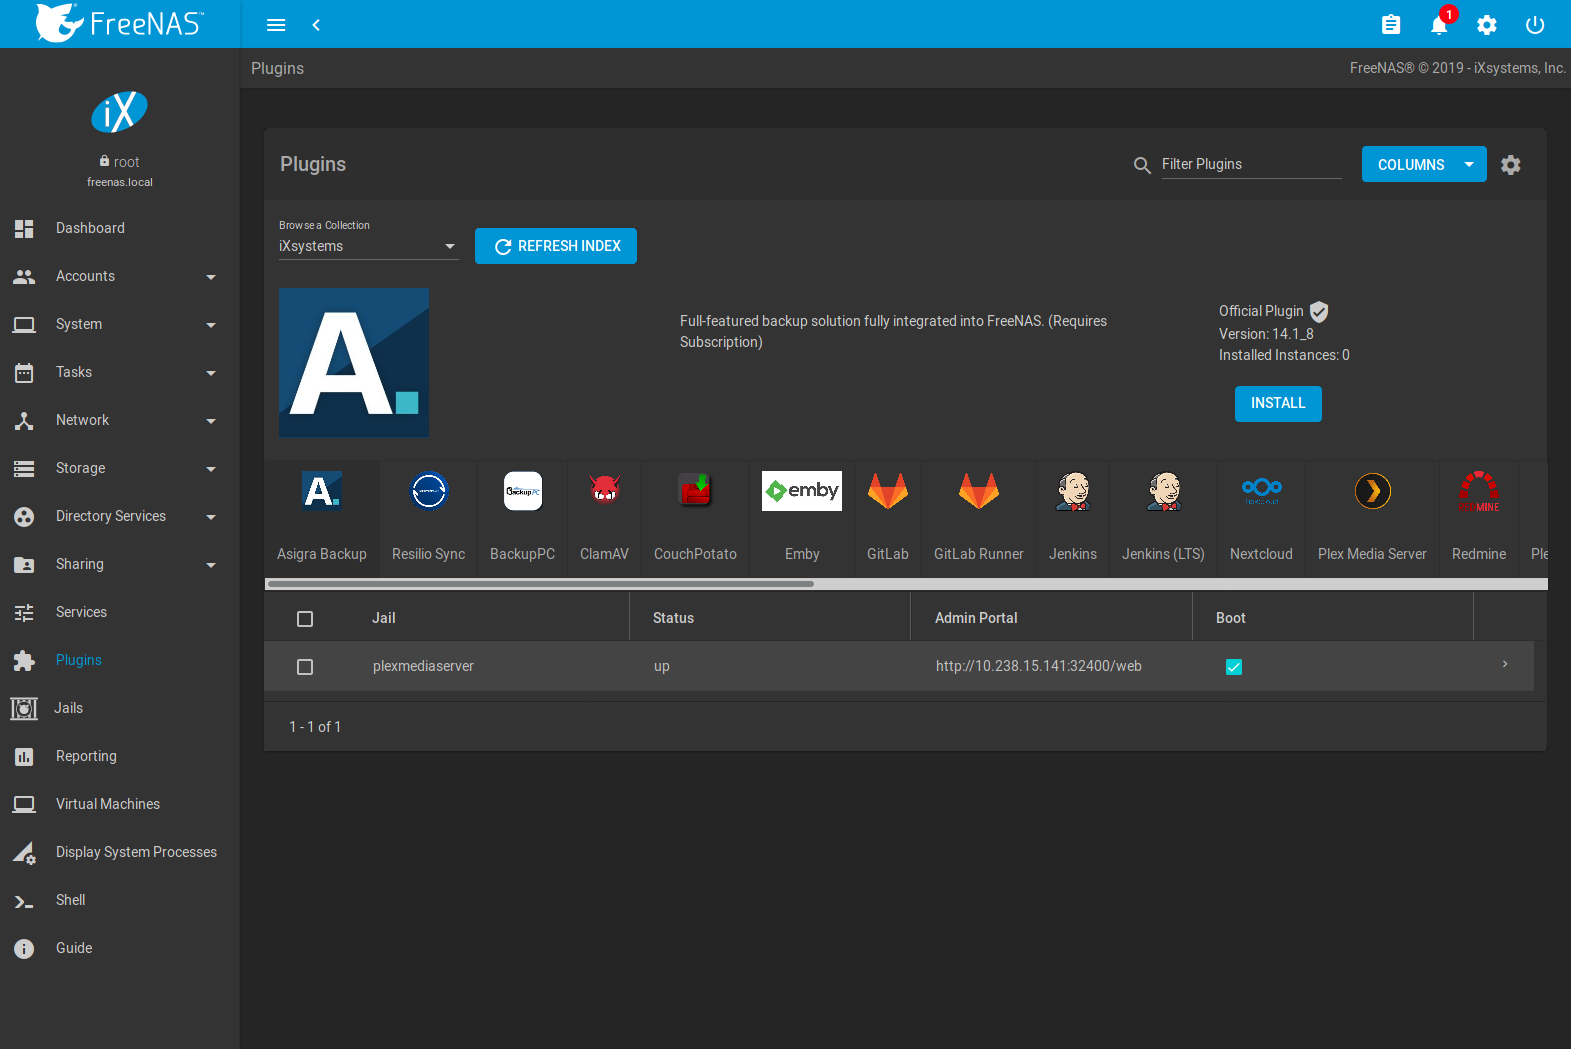 FreeNAS™
1
Plugins
FreeNAS® © 2019 - iXsystems, Inc.
iX
root
freenas.local
Dashboard
Accounts
System
Tasks
Network
Storage
Directory Services
Sharing
Services
Plugins
Jails
Reporting
Virtual Machines
Display System Processes
Shell
Guide
Plugins
Filter Plugins
COLUMNS
Browse a Collection
iXsystems
REFRESH INDEX
A.
Full-featured backup solution fully integrated into FreeNAS. (Requires
Subscription)
Official Plugin
Version: 14.1_8
Installed Instances: 0
INSTALL
A.
BackupPC
emby
REDMINE
Asigra Backup
Resilio Sync
BackupPC
ClamAV
CouchPotato
Emby
GitLab
GitLab Runner
Jenkins
Jenkins (LTS)
Nextcloud
Plex Media Server
Redmine
Ple
Jail Status Admin Portal Boot
plexmediaserver up http://10.238.15.141:32400/web
1 - 1 of 1